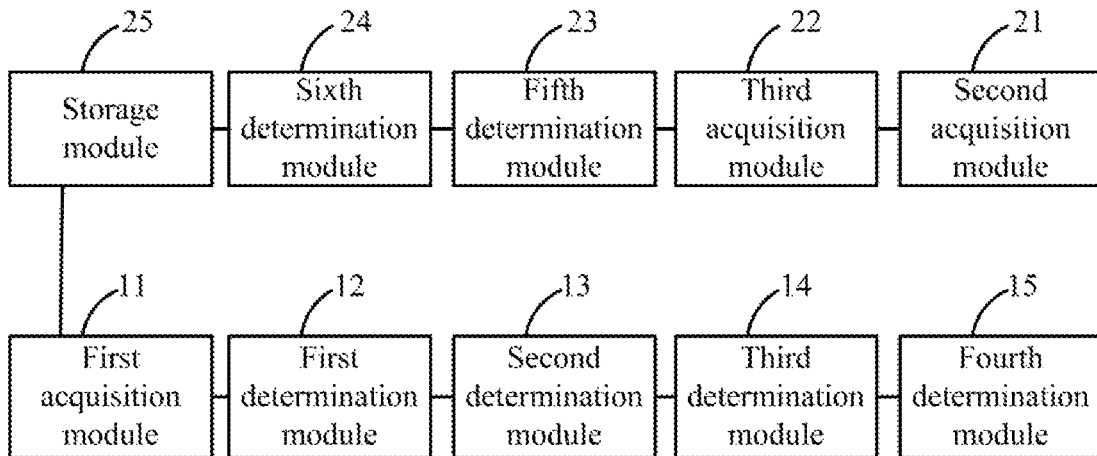 25
24
23
22
21
Storage
module
Sixth
determination
module
Fifth
determination
module
Third
acquisition
module
Second
acquisition
module
11
12
13
14
15
First
acquisition
module
First
determination
module
Second
determination
module
Third
determination
module
Fourth
determination
module